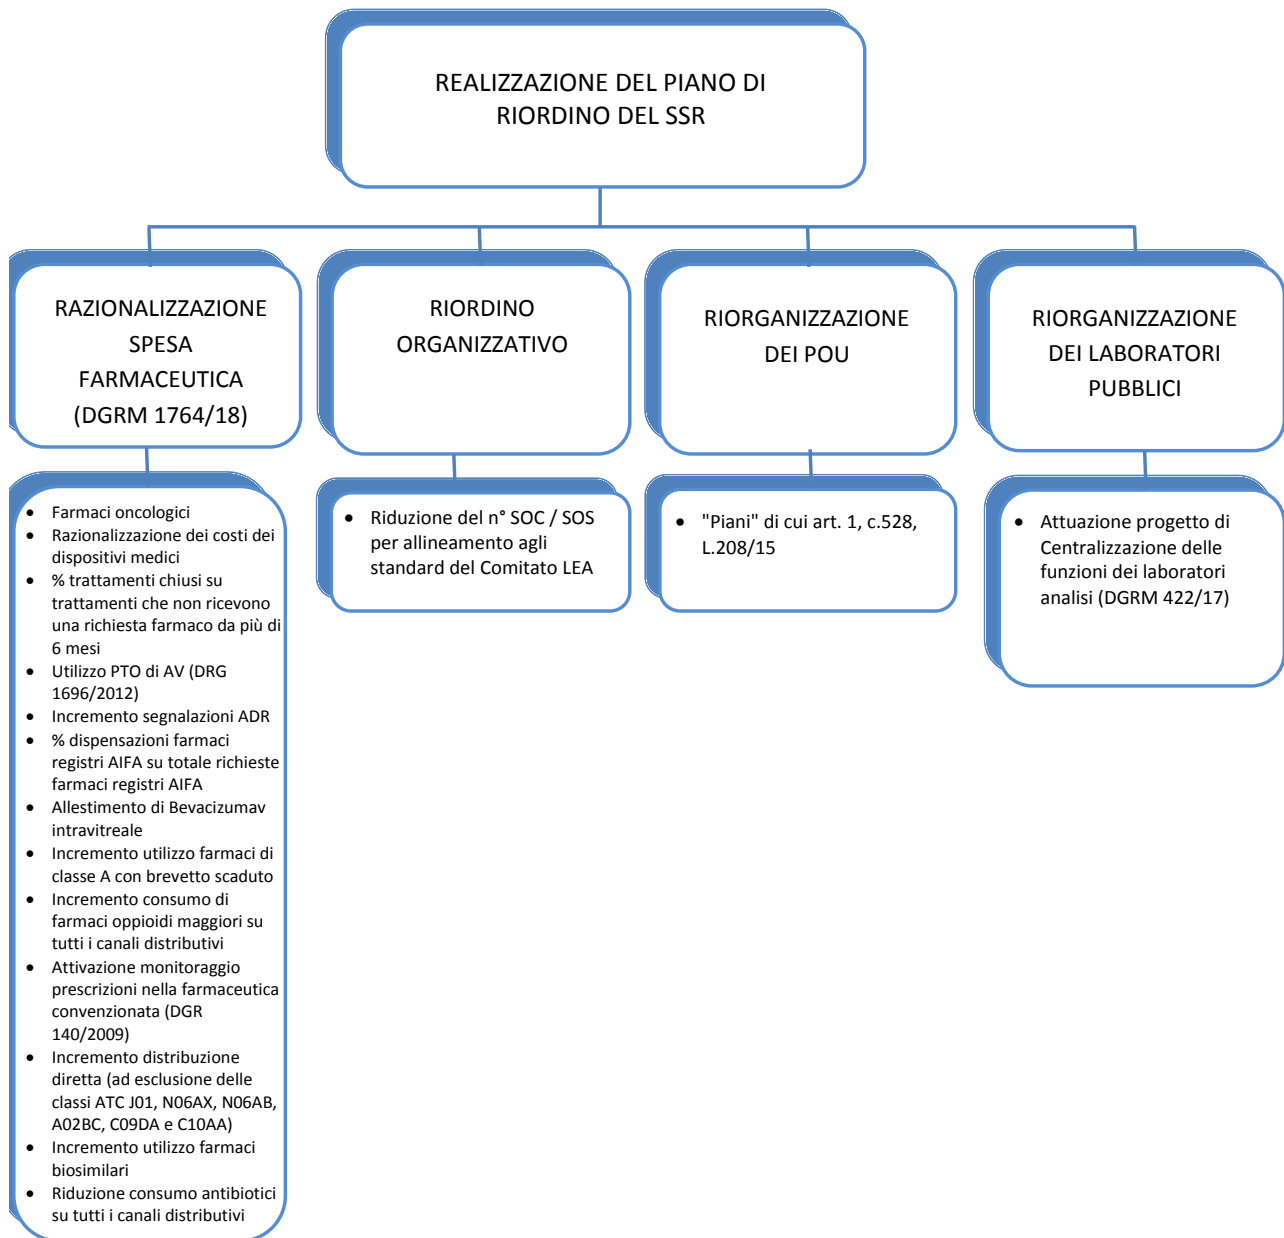 REALIZZAZIONE DEL PIANO DI
RIORDINO DEL SSR
RAZIONALIZZAZIONE
SPESA
FARMACEUTICA
(DGRM 1764/18)
RIORDINO
ORGANIZZATIVO
RIORGANIZZAZIONE
DEI POU
RIORGANIZZAZIONE
DEI LABORATORI
PUBBLICI
• Farmaci oncologici
• Razionalizzazione dei costi dei
dispositivi medici
• % trattamenti chiusi su
trattamenti che non ricevono
una richiesta farmaco da più di
6 mesi
• Utilizzo PTO di AV (DRG
1696/2012)
• Incremento segnalazioni ADR
• % dispensazioni farmaci
registri AIFA su totale richieste
farmaci registri AIFA
• Allestimento di Bevacizumav
intravitreale
• Incremento utilizzo farmaci di
classe A con brevetto scaduto
• Incremento consumo di
farmaci oppioidi maggiori su
tutti i canali distributivi
• Attivazione monitoraggio
prescrizioni nella farmaceutica
convenzionata (DGR
140/2009)
• Incremento distribuzione
diretta (ad esclusione delle
classi ATC J01, N06AX, N06AB,
A02BC, C09DA e C10AA)
• Incremento utilizzo farmaci
biosimilari
• Riduzione consumo antibiotici
su tutti i canali distributivi
• Riduzione del n° SOC / SOS
per allineamento agli
standard del Comitato LEA
• "Piani" di cui art. 1, c.528,
L.208/15
• Attuazione progetto di
Centralizzazione delle
funzioni dei laboratori
analisi (DGRM 422/17)